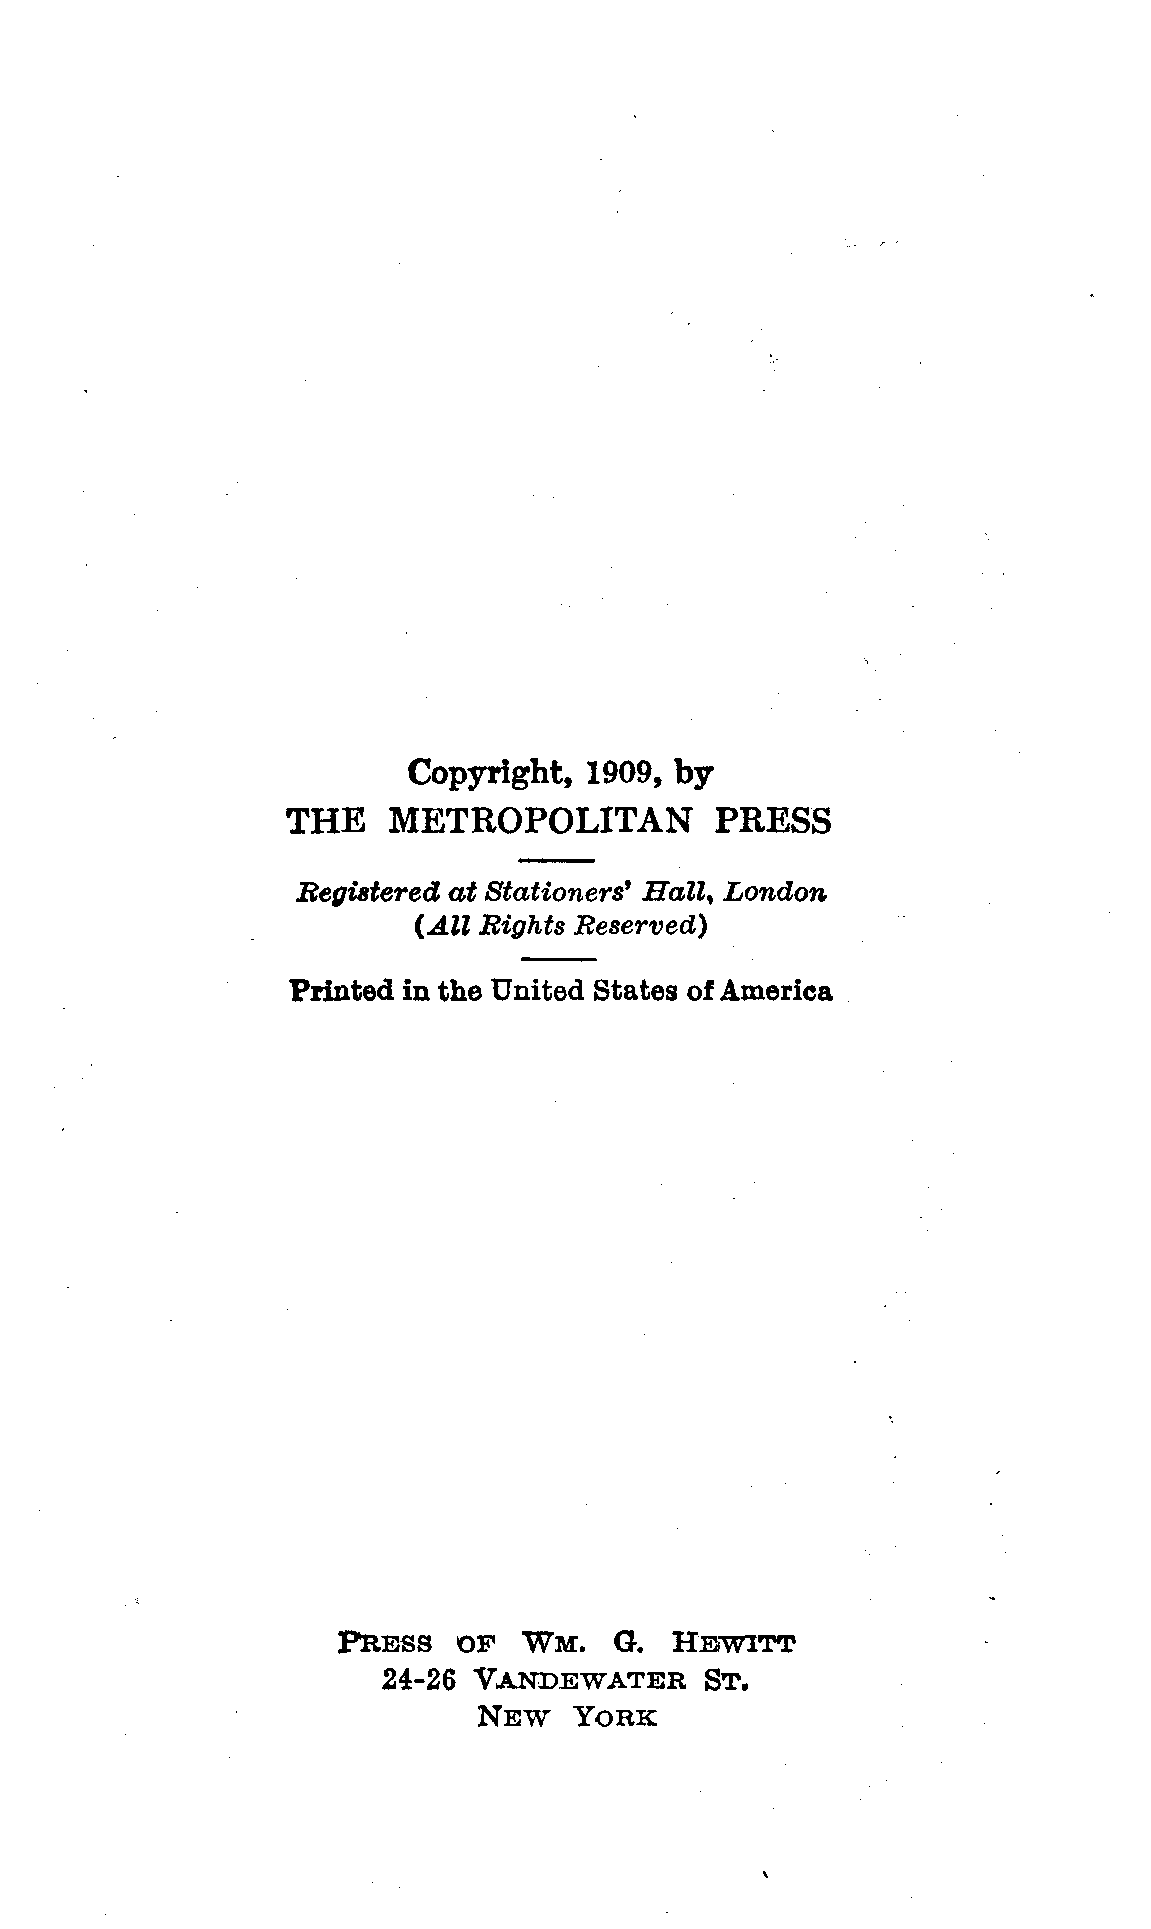 Copyright, 1909, by
THE METROPOLITAN PRESS
Registered at Stationers' Hall, London
(All Rights Reserved)
Printed in the United States of America
PRESS OF WM. G. HEWITT
24-26 VANDEWATER ST.
NEW YORK